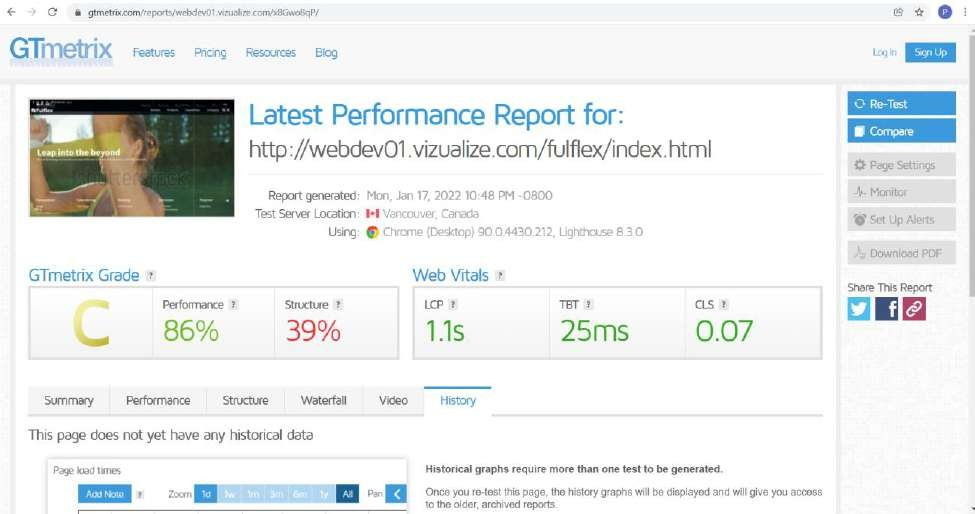 gtmetrix.com/reports/webdev01.vizualize.com/x8Gwo8qP/
P
GTmetrix
Features
Pricing
Resources
Blog
Log In
Sign Up
fulflex
Leap into the beyond
Latest Performance Report for:
http://webdev01.vizualize.com/fulflex/index.html
Report generated: Mon, Jan 17, 2022 10:48 PM -0800
Test Server Location: Vancouver, Canada
Using: Chrome (Desktop) 90.0.4430.212, Lighthouse 8.3.0
Re-Test
Compare
Page Settings
Monitor
Set Up Alerts
Download PDF
Share This Report
GTmetrix Grade ?
C
Performance ?
86%
Structure ?
39%
Web Vitals ?
LCP ?
1.1s
TBT ?
25ms
CLS ?
0.07
Summary
Performance
Structure
Waterfall
Video
History
This page does not yet have any historical data
Page load times
Add Note ? Zoom 1d 1w 1m 3m 6m 1y All Pan
Historical graphs require more than one test to be generated.
Once you re-test this page, the history graphs will be displayed and will give you access
to the older, archived reports.